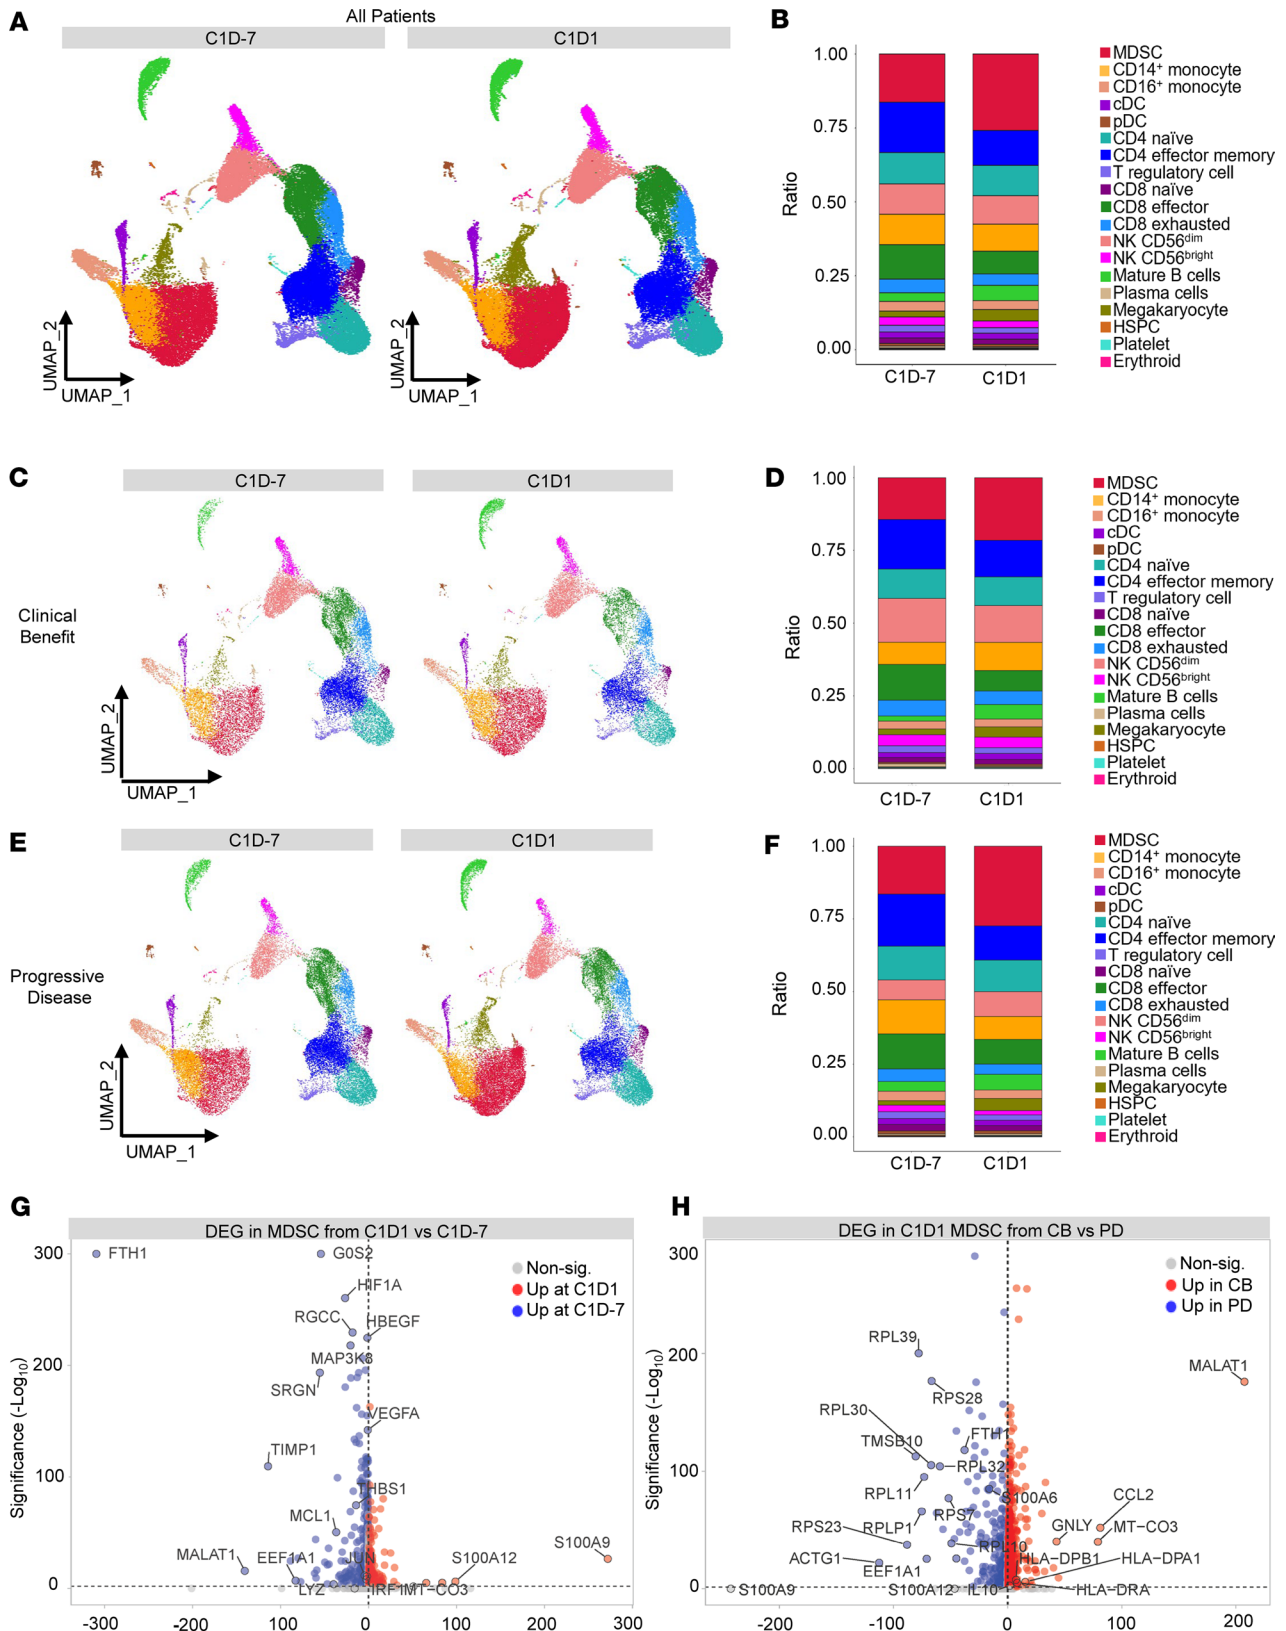 A
All Patients
C1D-7
C1D1
UMAP_2
UMAP_1
UMAP_2
UMAP_1
B
Ratio
1.00
0.75
0.50
0.25
0.00
C1D-7
C1D1
MDSC
CD14+ monocyte
CD16+ monocyte
cDC
pDC
CD4 naïve
CD4 effector memory
T regulatory cell
CD8 naïve
CD8 effector
CD8 exhausted
NK CD56dim
NK CD56bright
Mature B cells
Plasma cells
Megakaryocyte
HSPC
Platelet
Erythroid
C
C1D-7
C1D1
Clinical
Benefit
UMAP_2
UMAP_1
D
Ratio
1.00
0.75
0.50
0.25
0.00
C1D-7
C1D1
MDSC
CD14+ monocyte
CD16+ monocyte
cDC
pDC
CD4 naïve
CD4 effector memory
T regulatory cell
CD8 naïve
CD8 effector
CD8 exhausted
NK CD56dim
NK CD56bright
Mature B cells
Plasma cells
Megakaryocyte
HSPC
Platelet
Erythroid
E
C1D-7
C1D1
Progressive
Disease
UMAP_2
UMAP_1
F
Ratio
1.00
0.75
0.50
0.25
0.00
C1D-7
C1D1
MDSC
CD14+ monocyte
CD16+ monocyte
cDC
pDC
CD4 naïve
CD4 effector memory
T regulatory cell
CD8 naïve
CD8 effector
CD8 exhausted
NK CD56dim
NK CD56bright
Mature B cells
Plasma cells
Megakaryocyte
HSPC
Platelet
Erythroid
G
DEG in MDSC from C1D1 vs C1D-7
Significance (-Log10)
300
200
100
0
-300
-200
-100
0
100
200
300
Non-sig.
Up at C1D1
Up at C1D-7
FTH1
G0S2
HIF1A
RGCC
HBEGF
MAP3K8
SRGN
VEGFA
TIMP1
THBS1
MCL1
MALAT1
EEF1A1
JUN
S100A12
S100A9
LYZ
IRF1
MT−CO3
H
DEG in C1D1 MDSC from CB vs PD
Significance (-Log10)
300
200
100
0
-200
-100
0
100
200
Non-sig.
Up in CB
Up in PD
RPL39
MALAT1
RPS28
RPL30
FTH1
TMSB10
RPL32
RPL11
S100A6
CCL2
RPS7
GNLY
MT−CO3
RPS23
RPLP1
RPL10
ACTG1
HLA−DPB1
HLA−DPA1
EEF1A1
S100A9
S100A12
IL10
HLA−DRA